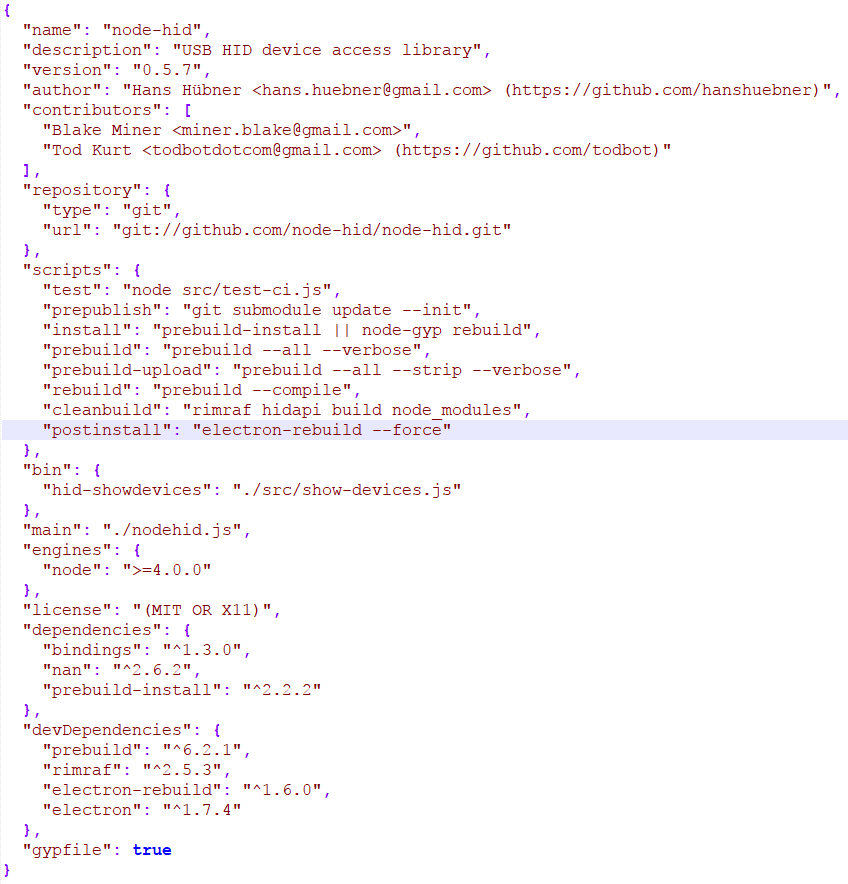 {
  "name": "node-hid",
  "description": "USB HID device access library",
  "version": "0.5.7",
  "author": "Hans Hübner <hans.huebner@gmail.com> (https://github.com/hanshuebner)",
  "contributors": [
    "Blake Miner <miner.blake@gmail.com>",
    "Tod Kurt <todbotdotcom@gmail.com> (https://github.com/todbot)"
  ],
  "repository": {
    "type": "git",
    "url": "git://github.com/node-hid/node-hid.git"
  },
  "scripts": {
    "test": "node src/test-ci.js",
    "prepublish": "git submodule update --init",
    "install": "prebuild-install || node-gyp rebuild",
    "prebuild": "prebuild --all --verbose",
    "prebuild-upload": "prebuild --all --strip --verbose",
    "rebuild": "prebuild --compile",
    "cleanbuild": "rimraf hidapi build node_modules",
    "postinstall": "electron-rebuild --force"
  },
  "bin": {
    "hid-showdevices": "./src/show-devices.js"
  },
  "main": "./nodehid.js",
  "engines": {
    "node": ">=4.0.0"
  },
  "license": "(MIT OR X11)",
  "dependencies": {
    "bindings": "^1.3.0",
    "nan": "^2.6.2",
    "prebuild-install": "^2.2.2"
  },
  "devDependencies": {
    "prebuild": "^6.2.1",
    "rimraf": "^2.5.3",
    "electron-rebuild": "^1.6.0",
    "electron": "^1.7.4"
  },
  "gypfile": true
}